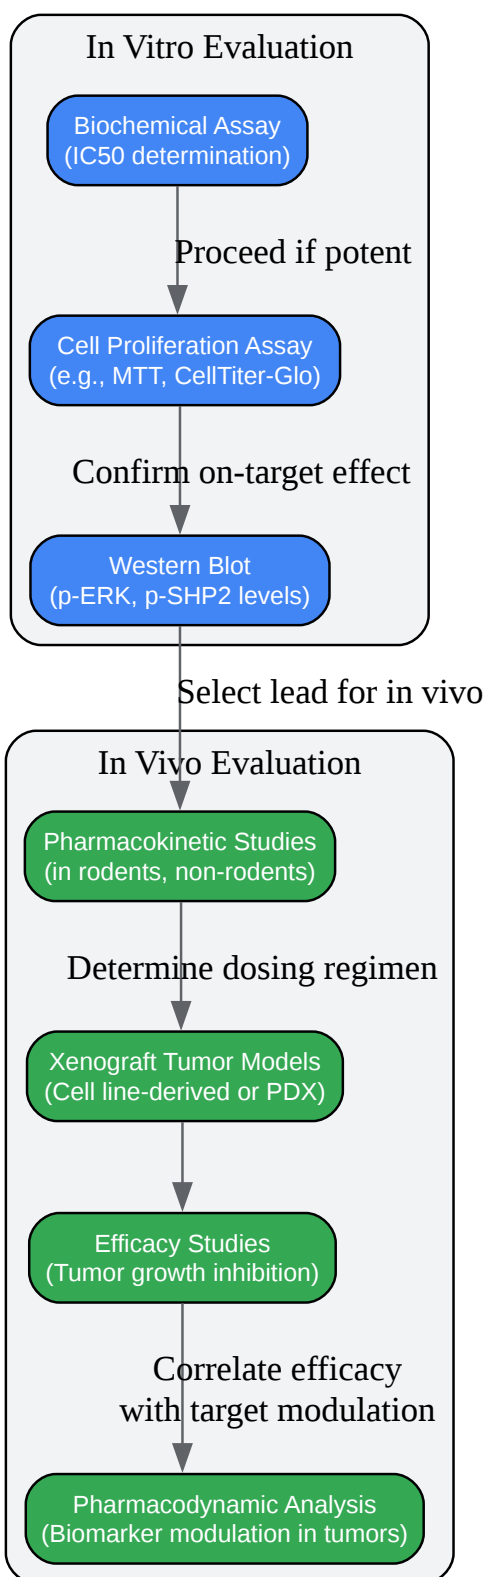 In Vitro Evaluation
Biochemical Assay
(IC50 determination)
Proceed if potent
Cell Proliferation Assay
(e.g., MTT, CellTiter-Glo)
Confirm on-target effect
Western Blot
(p-ERK, p-SHP2 levels)
Select lead for in vivo
In Vivo Evaluation
Pharmacokinetic Studies
(in rodents, non-rodents)
Determine dosing regimen
Xenograft Tumor Models
(Cell line-derived or PDX)
Efficacy Studies
(Tumor growth inhibition)
Correlate efficacy
with target modulation
Pharmacodynamic Analysis
(Biomarker modulation in tumors)